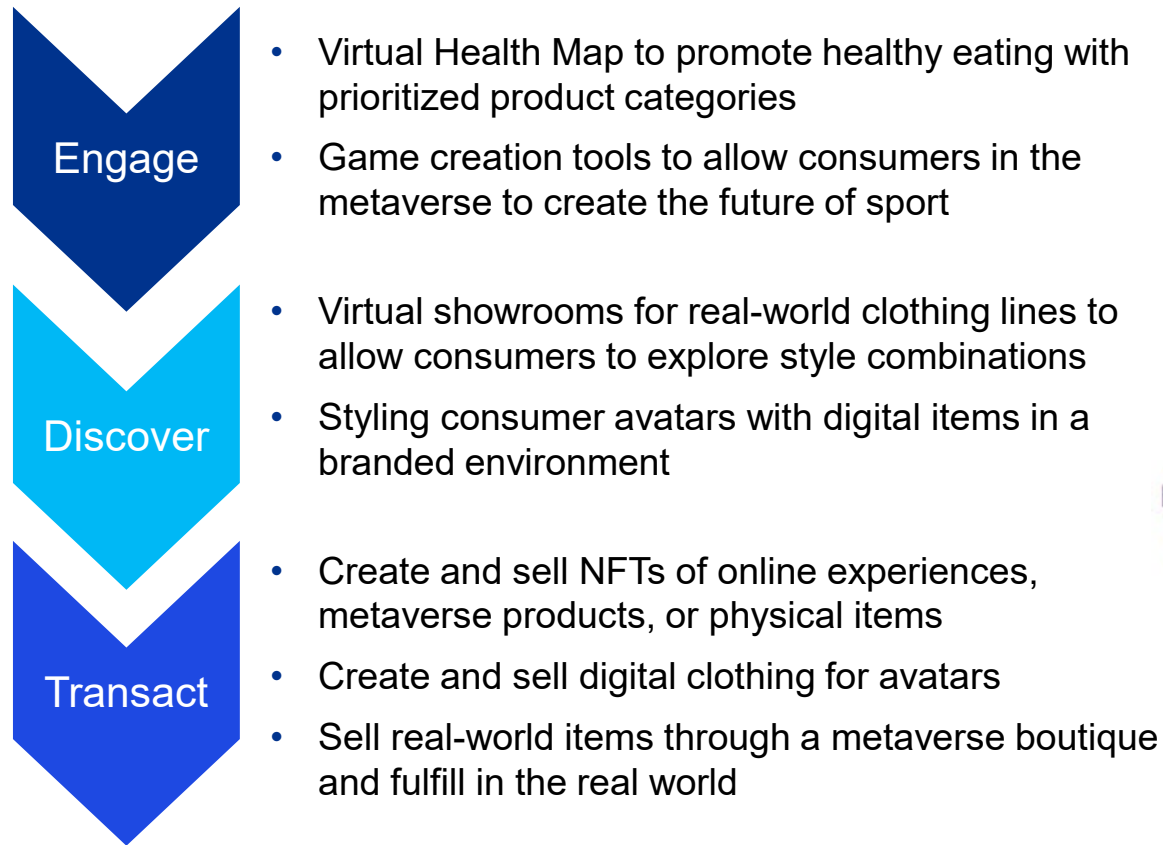 Engage
• Virtual Health Map to promote healthy eating with
prioritized product categories
• Game creation tools to allow consumers in the
metaverse to create the future of sport
Discover
• Virtual showrooms for real-world clothing lines to
allow consumers to explore style combinations
• Styling consumer avatars with digital items in a
branded environment
Transact
• Create and sell NFTs of online experiences,
metaverse products, or physical items
• Create and sell digital clothing for avatars
• Sell real-world items through a metaverse boutique
and fulfill in the real world